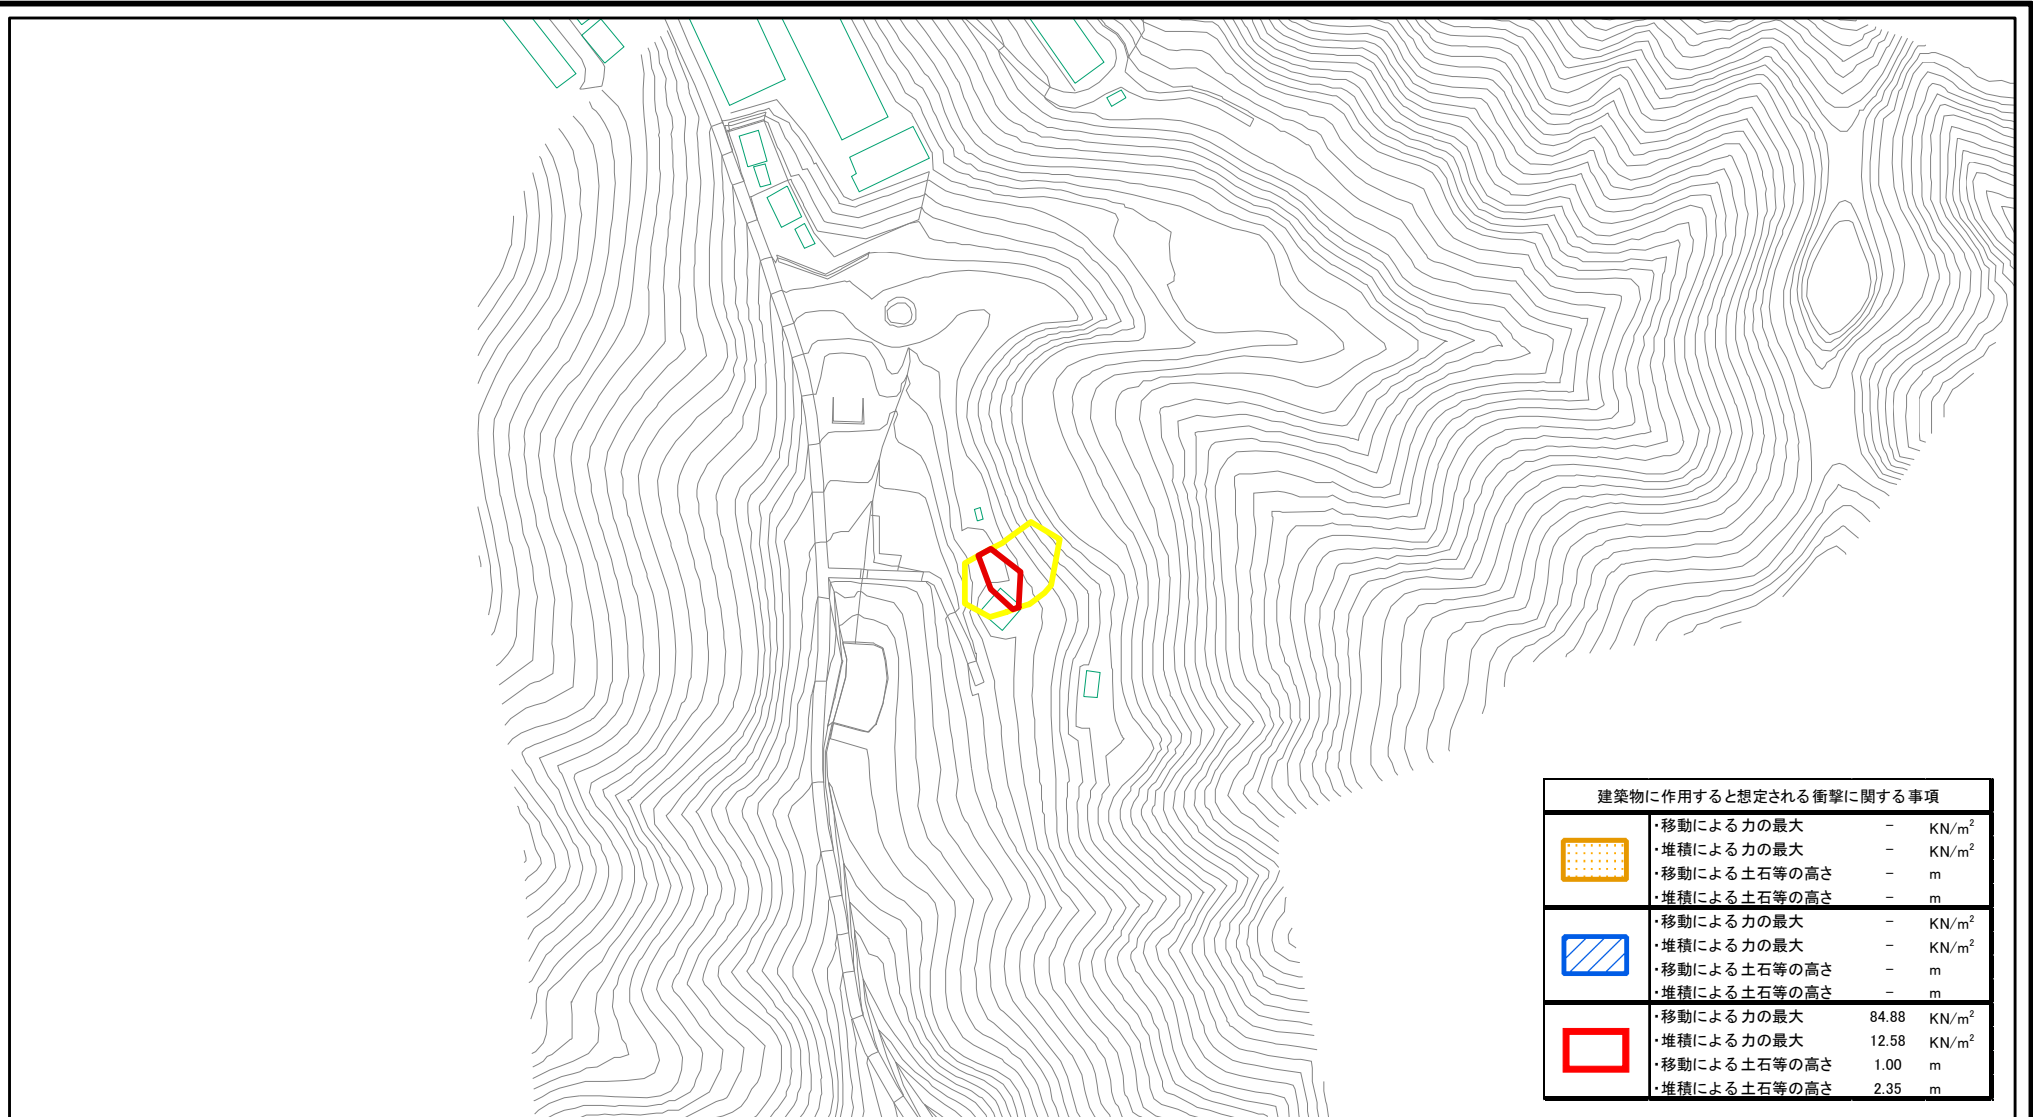 建築物に作用すると想定される衝撃に関する事項
・移動による力の最大 － KN/m²
・堆積による力の最大 － KN/m²
・移動による土石等の高さ － m
・堆積による土石等の高さ － m
・移動による力の最大 － KN/m²
・堆積による力の最大 － KN/m²
・移動による土石等の高さ － m
・堆積による土石等の高さ － m
・移動による力の最大 84.88 KN/m²
・堆積による力の最大 12.58 KN/m²
・移動による土石等の高さ 1.00 m
・堆積による土石等の高さ 2.35 m